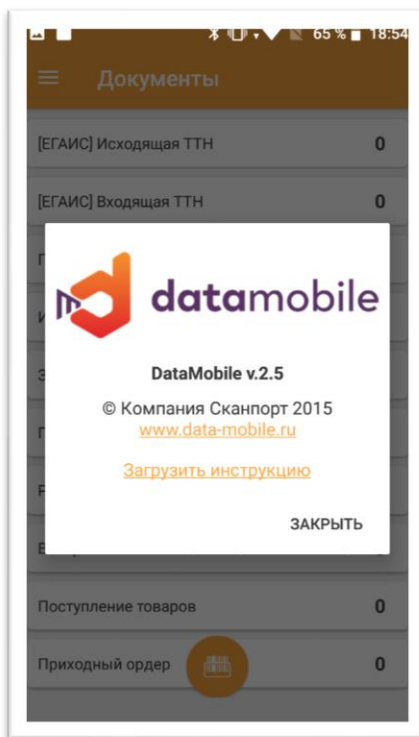 65 % 18:54
Документы
[ЕГАИС] Исходящая ТТН 0
[ЕГАИС] Входящая ТТН 0
datamobile
DataMobile v.2.5
© Компания Сканпорт 2015
www.data-mobile.ru
Загрузить инструкцию
ЗАКРЫТЬ
Поступление товаров 0
Приходный ордер 0